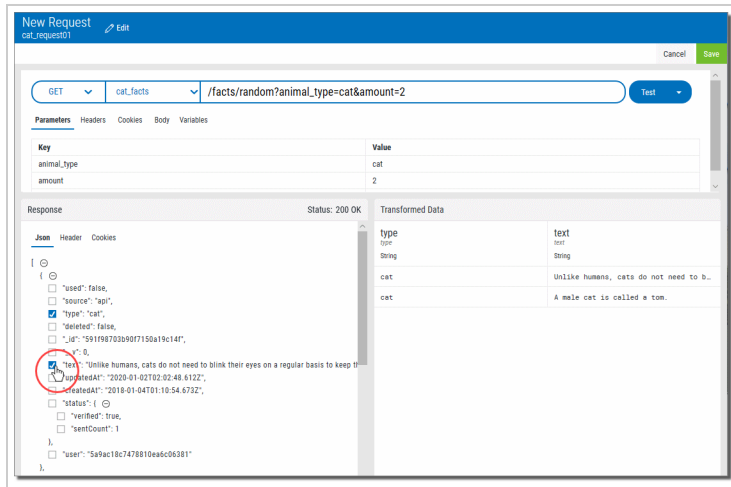 New Request Edit
cat_request01
Cancel Save
GET cat_facts /facts/random?animal_type=cat&amount=2 Test
Parameters Headers Cookies Body Variables
Key Value
animal_type cat
amount 2
Response Status: 200 OK Transformed Data
Json Header Cookies
type text
type text
String String
cat Unlike humans, cats do not need to b…
cat A male cat is called a tom.
[
{
"used": false,
"source": "api",
"type": "cat",
"deleted": false,
"_id": "591f98703b90f7150a19c14f",
"__v": 0,
"text": "Unlike humans, cats do not need to blink their eyes on a regular basis to keep th
"updatedAt": "2020-01-02T02:02:48.612Z",
"createdAt": "2018-01-04T01:10:54.673Z",
"status": {
"verified": true,
"sentCount": 1
},
"user": "5a9ac18c7478810ea6c06381"
},